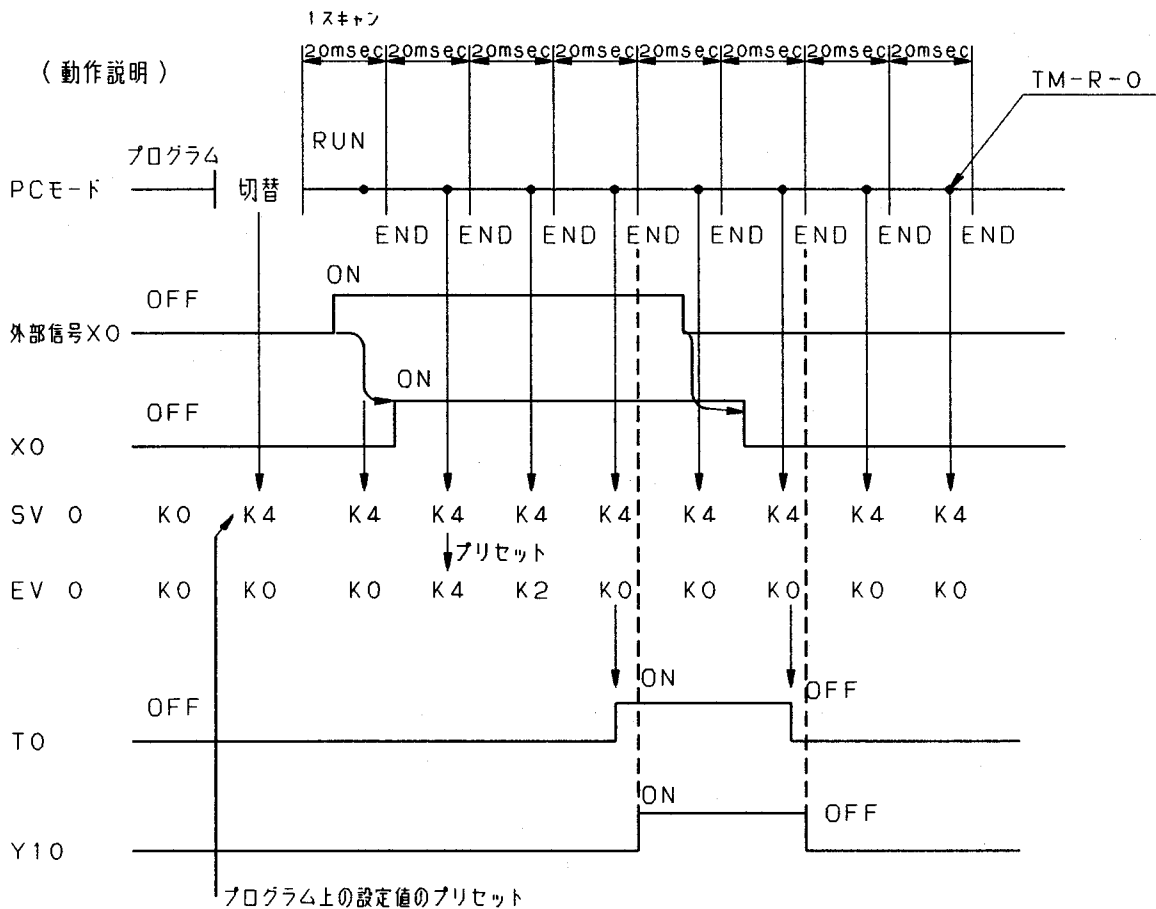 1スキャン
20msec 20msec 20msec 20msec 20msec 20msec 20msec 20msec
(動作説明)
TM-R-0
RUN
プログラム
PCモード 切替
END END END END END END END END
ON
OFF
外部信号X0
ON
OFF
X0
SV 0 K0 K4 K4 K4 K4 K4 K4 K4 K4 K4
プリセット
EV 0 K0 K0 K0 K4 K2 K0 K0 K0 K0 K0
ON
OFF OFF
T0
ON
OFF
Y10
プログラム上の設定値のプリセット